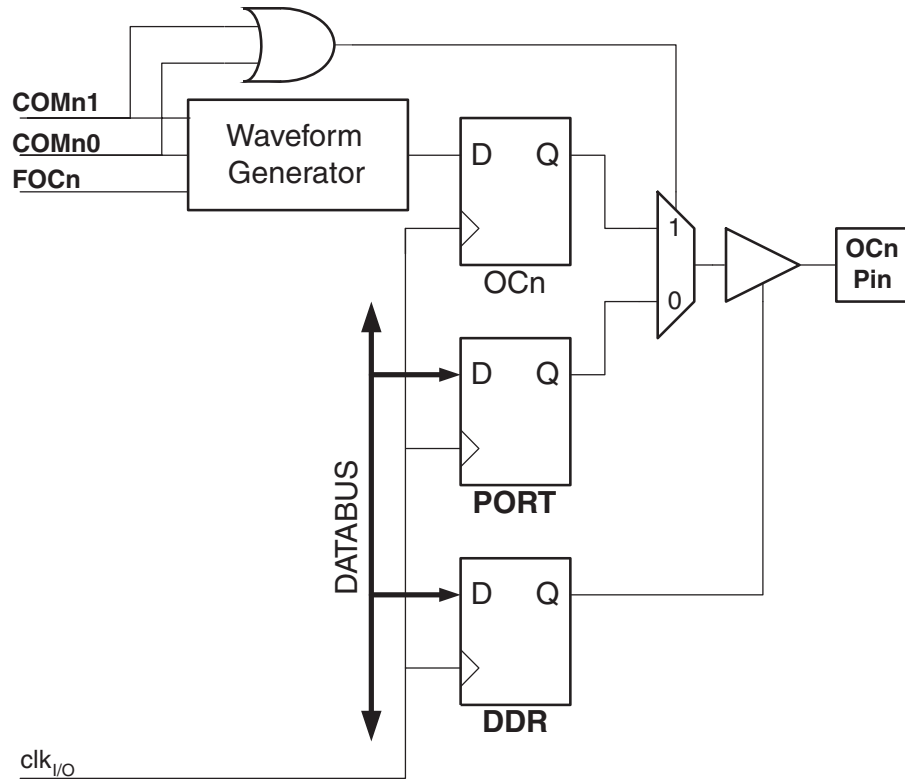 COMn1
COMn0
FOCn
Waveform
Generator
D Q
OCn
1
0
OCn
Pin
D Q
PORT
DATABUS
D Q
DDR
clkI/O